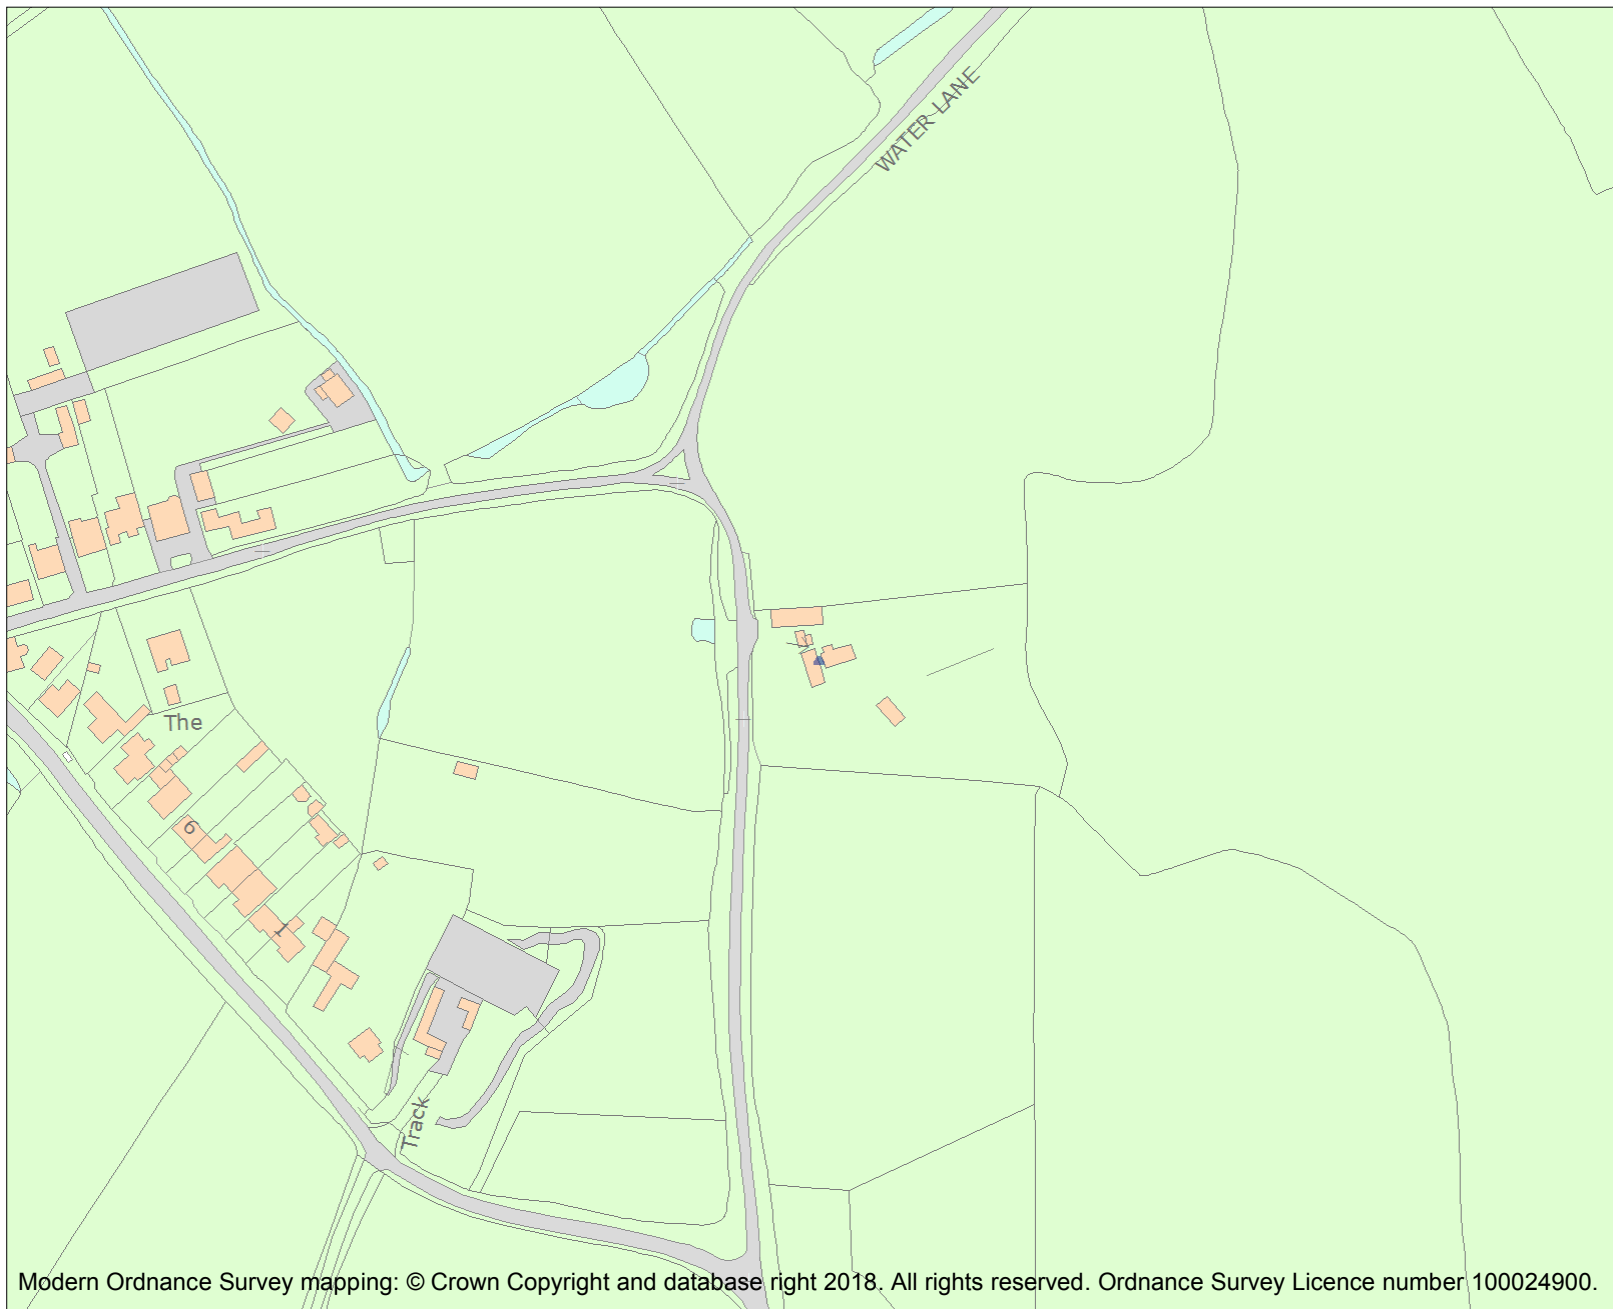 WATER LANE
The
6
1
Track
Modern Ordnance Survey mapping: © Crown Copyright and database right 2018. All rights reserved. Ordnance Survey Licence number 100024900.